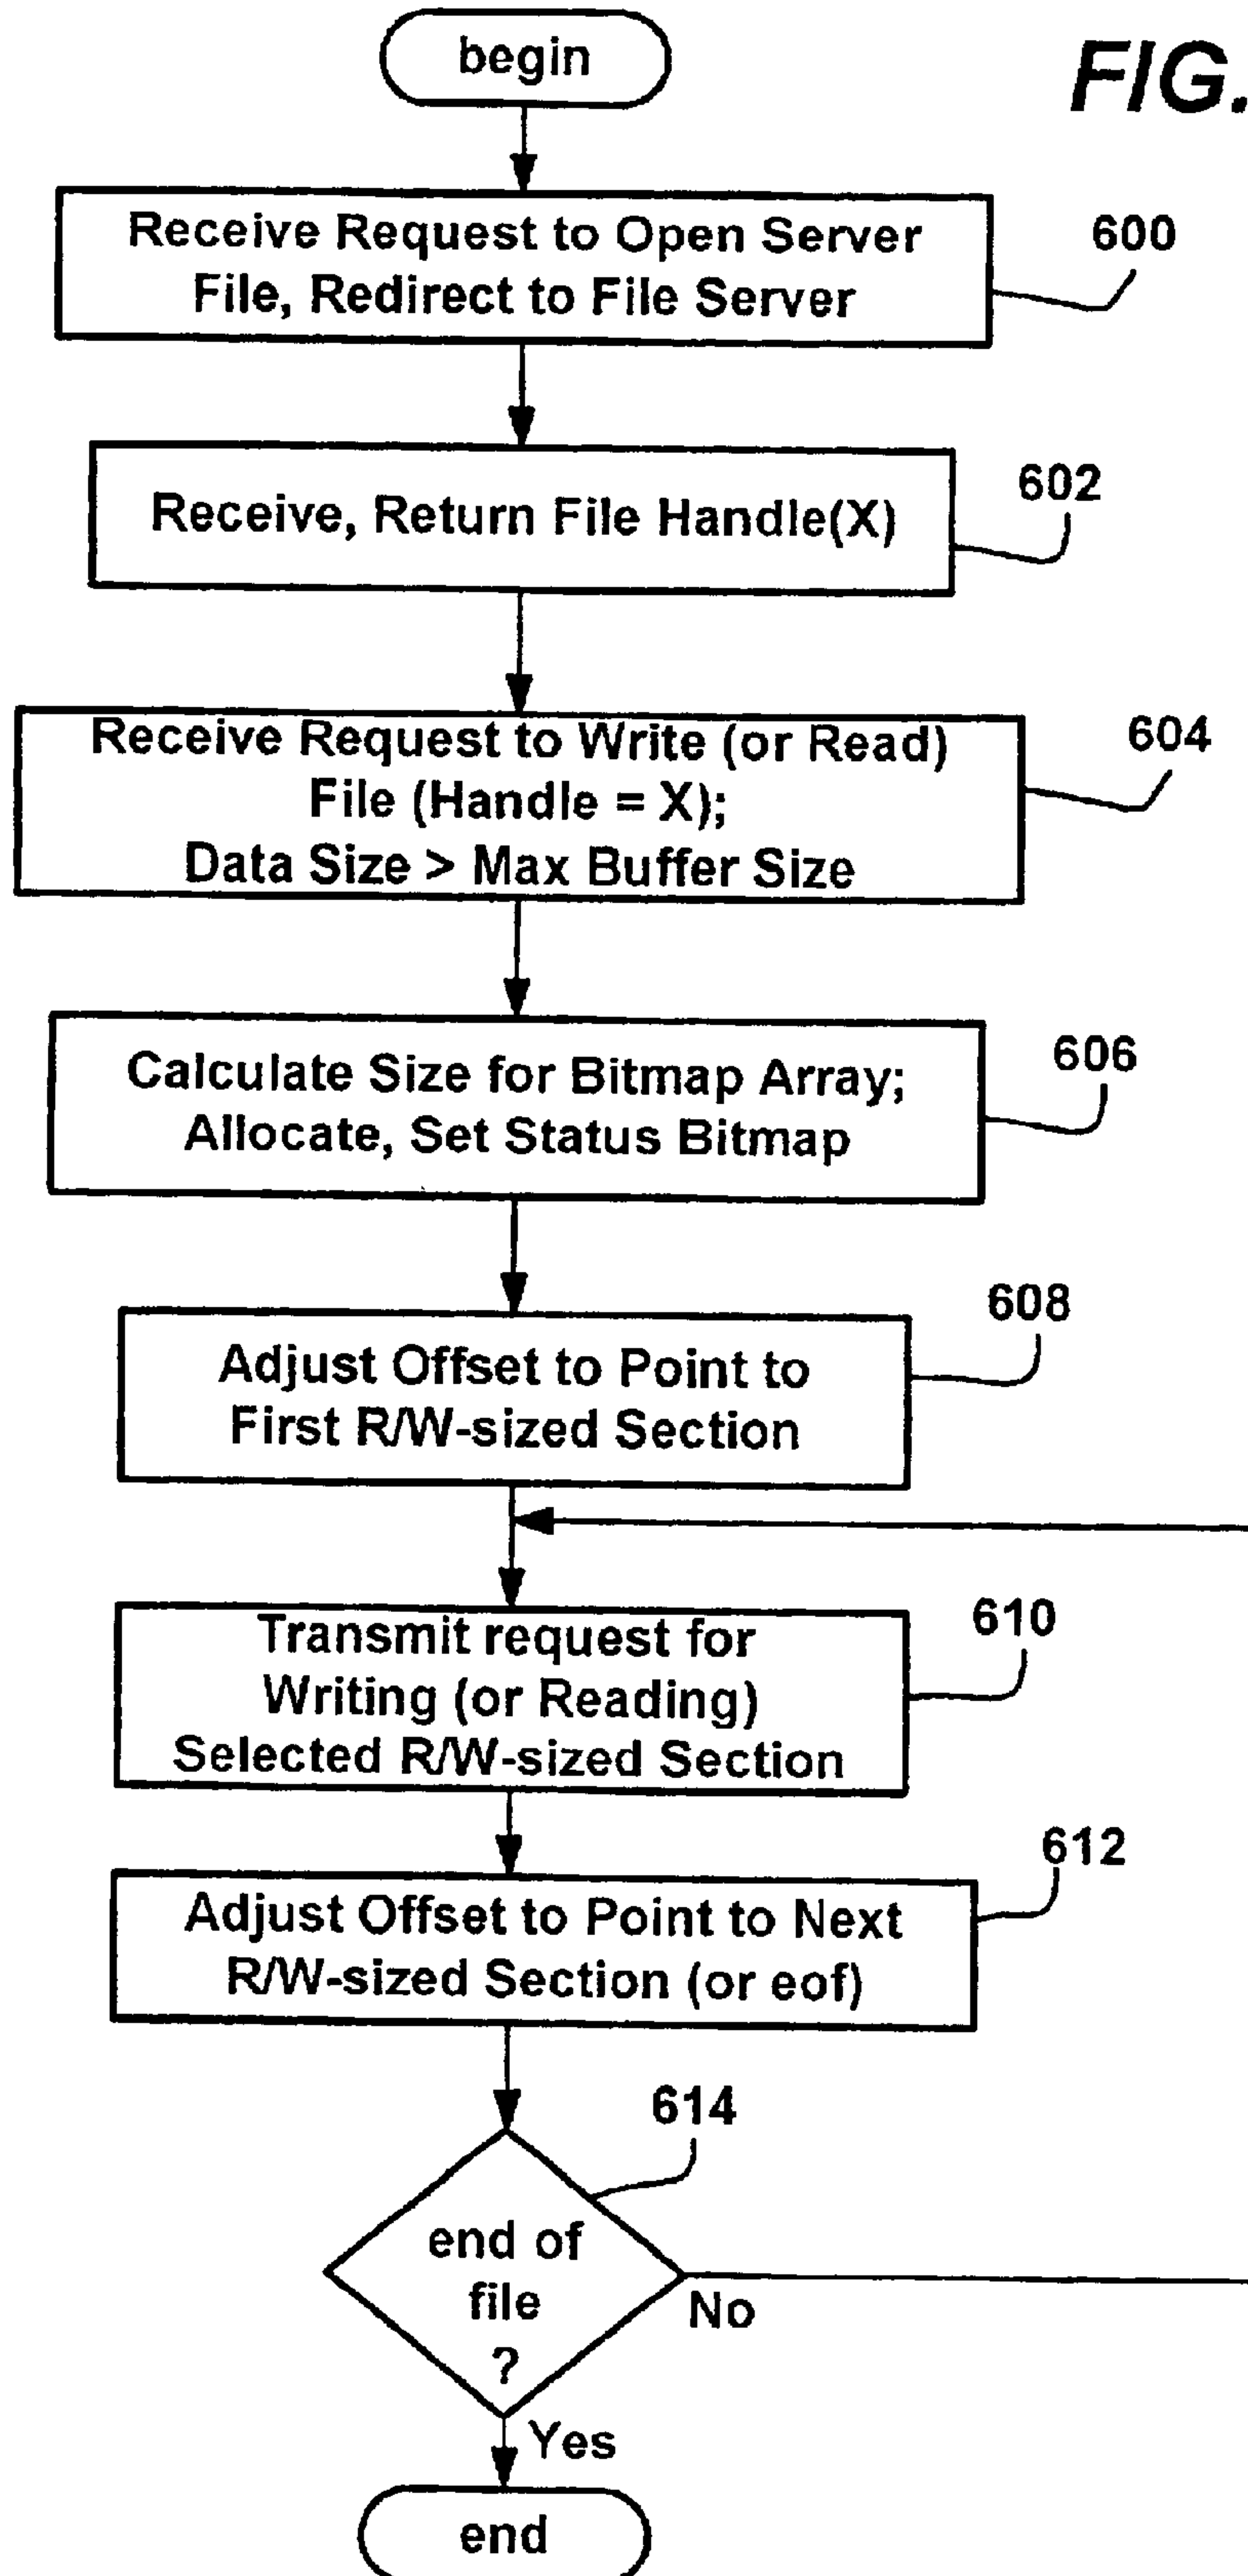 begin
FIG.
Receive Request to Open Server
File, Redirect to File Server
600
Receive, Return File Handle(X)
602
Receive Request to Write (or Read)
File (Handle = X);
Data Size > Max Buffer Size
604
Calculate Size for Bitmap Array;
Allocate, Set Status Bitmap
606
Adjust Offset to Point to
First R/W-sized Section
608
Transmit request for
Writing (or Reading)
Selected R/W-sized Section
610
Adjust Offset to Point to Next
R/W-sized Section (or eof)
612
614
end of
file
?
No
Yes
end